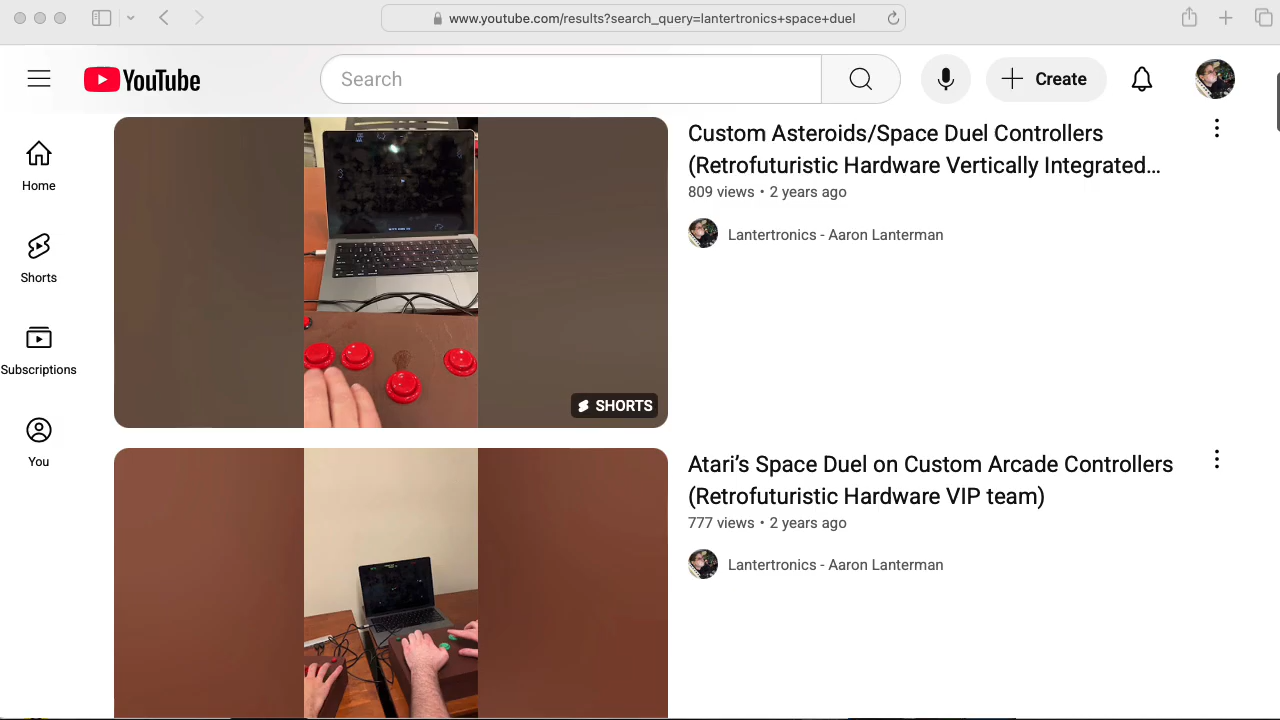 www.youtube.com/results?search_query=lantertronics+space+duel
YouTube
Search
Create
Home
Shorts
Subscriptions
You
Custom Asteroids/Space Duel Controllers
(Retrofuturistic Hardware Vertically Integrated...
809 views • 2 years ago
Lantertronics - Aaron Lanterman
SHORTS
Atari’s Space Duel on Custom Arcade Controllers
(Retrofuturistic Hardware VIP team)
777 views • 2 years ago
Lantertronics - Aaron Lanterman